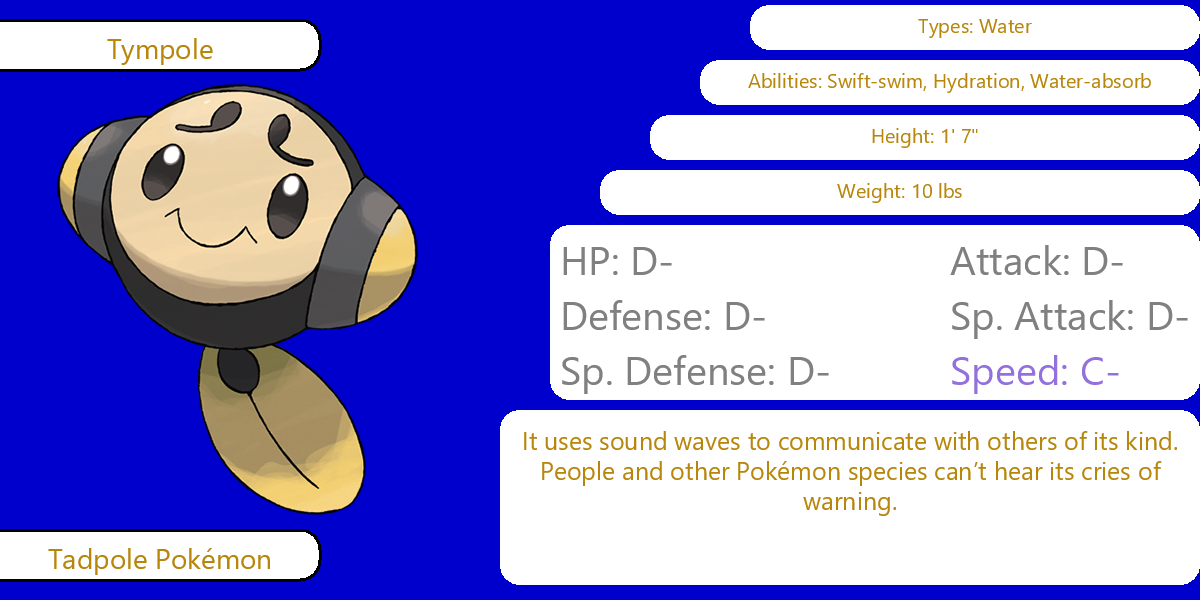 Tympole
Types: Water
Abilities: Swift-swim, Hydration, Water-absorb
Height: 1' 7"
Weight: 10 lbs
HP: D-
Attack: D-
Defense: D-
Sp. Attack: D-
Sp. Defense: D-
Speed: C-
It uses sound waves to communicate with others of its kind.
People and other Pokémon species can’t hear its cries of
warning.
Tadpole Pokémon